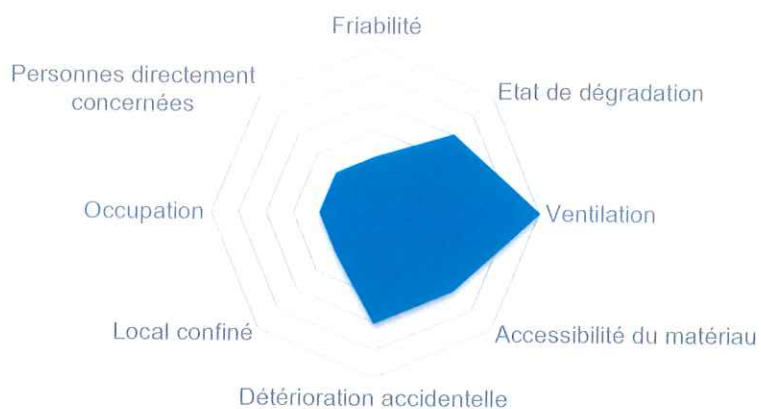 Friabilité
Personnes directement
concernées
Etat de dégradation
Occupation
Ventilation
Local confiné
Accessibilité du matériau
Détérioration accidentelle